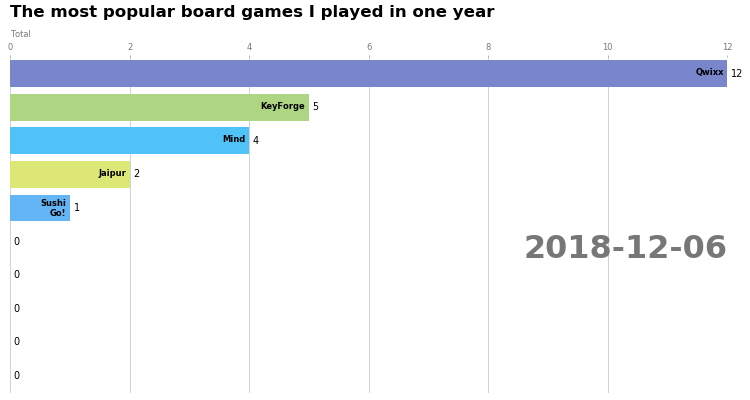 The most popular board games I played in one year
Total
0 2 4 6 8 10 12
Qwixx 12
KeyForge 5
Mind 4
Jaipur 2
Sushi
Go! 1
0
2018-12-06
0
0
0
0